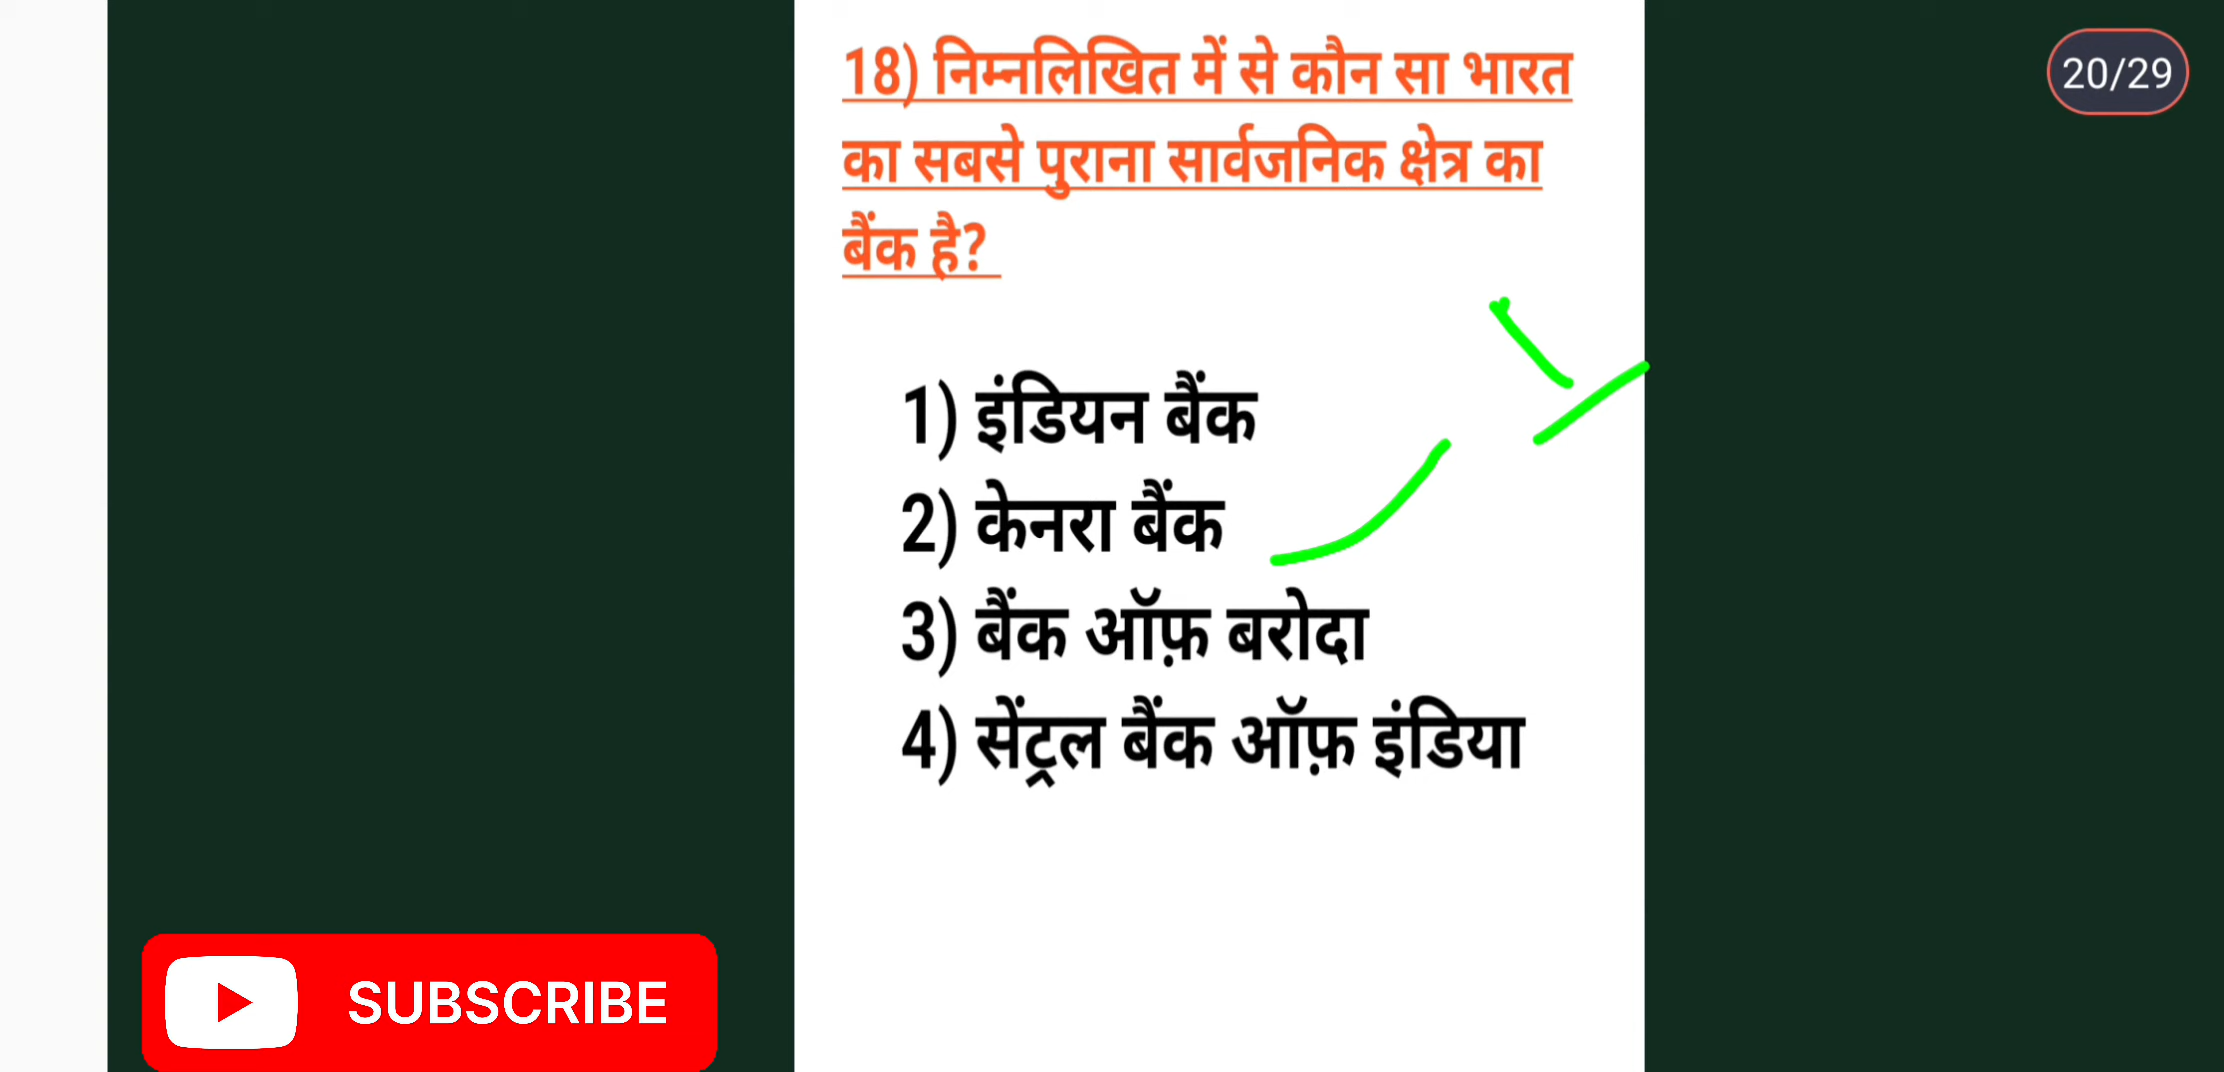 18) निम्नलिखित में से कौन सा भारत
का सबसे पुराना सार्वजनिक क्षेत्र का
बैंक है?
20/29
1) इंडियन बैंक
2) केनरा बैंक
3) बैंक ऑफ़ बरोदा
4) सेंट्रल बैंक ऑफ़ इंडिया
SUBSCRIBE